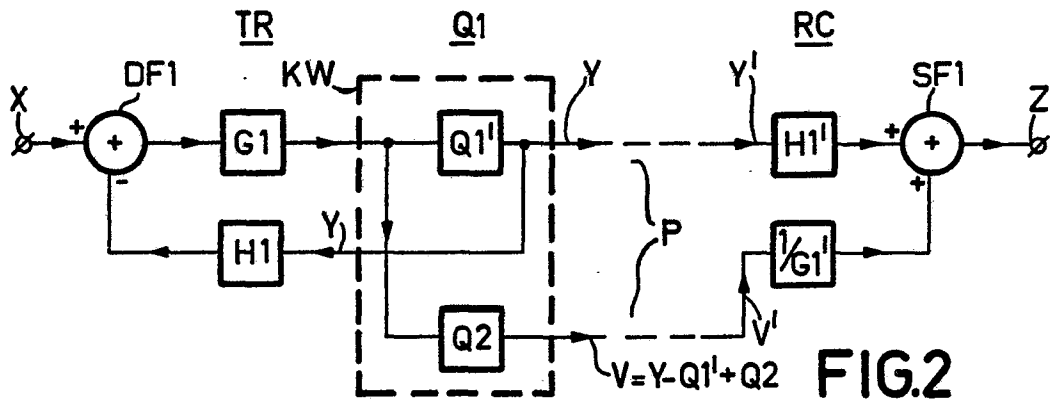 TR
Q1
RC
DF1
KW
Y
Y'
SF1
X
Z
+
+
G1
Q1'
H1'
+
+
-
+
Y
P
H1
1/G1'
Q2
V'
V=Y-Q1'+Q2
FIG.2